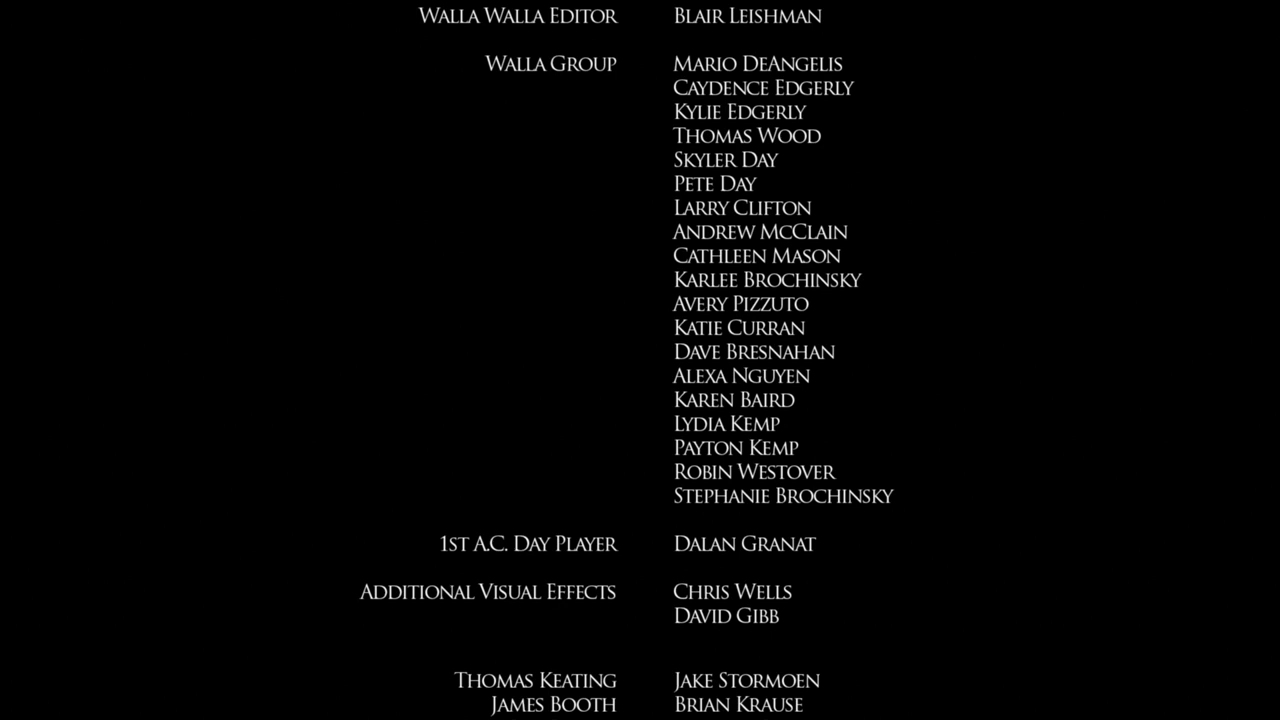 Walla Walla Editor Blair Leishman
Walla Group Mario DeAngelis
Caydence Edgerly
Kylie Edgerly
Thomas Wood
Skyler Day
Pete Day
Larry Clifton
Andrew McClain
Cathleen Mason
Karlee Brochinsky
Avery Pizzuto
Katie Curran
Dave Bresnahan
Alexa Nguyen
Karen Baird
Lydia Kemp
Payton Kemp
Robin Westover
Stephanie Brochinsky
1st A.C. Day Player Dalan Granat
Additional Visual Effects Chris Wells
David Gibb
Thomas Keating Jake Stormoen
James Booth Brian Krause